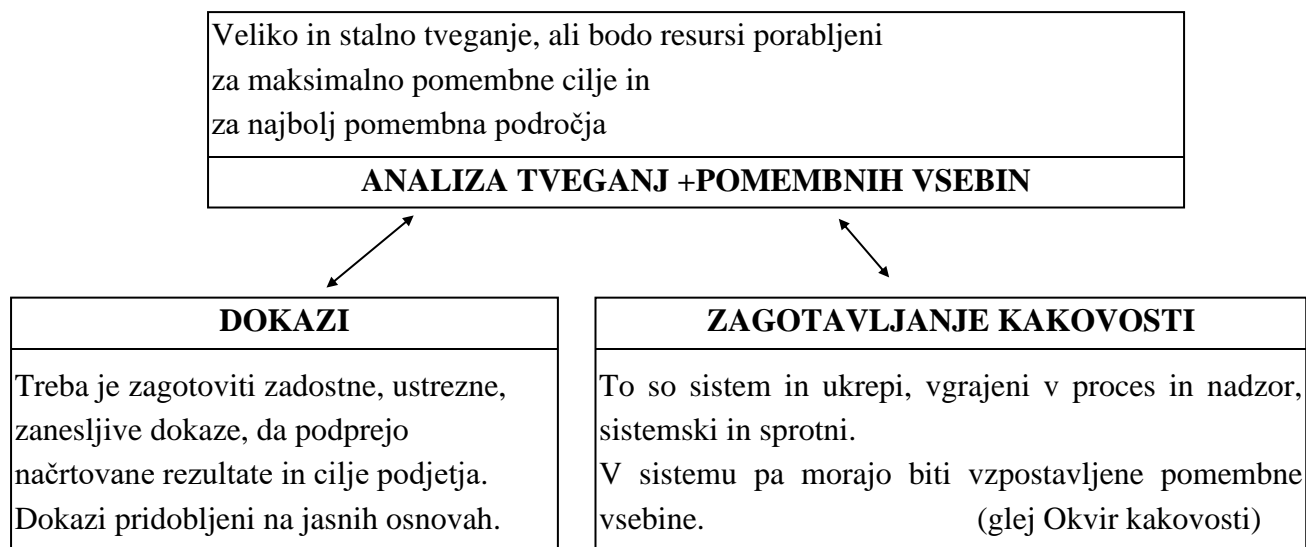 Veliko in stalno tveganje, ali bodo resursi porabljeni
za maksimalno pomembne cilje in
za najbolj pomembna področja
ANALIZA TVEGANJ +POMEMBNIH VSEBIN
DOKAZI
Treba je zagotoviti zadostne, ustrezne,
zanesljive dokaze, da podprejo
načrtovane rezultate in cilje podjetja.
Dokazi pridobljeni na jasnih osnovah.
ZAGOTAVLJANJE KAKOVOSTI
To so sistem in ukrepi, vgrajeni v proces in nadzor,
sistemski in sprotni.
V sistemu pa morajo biti vzpostavljene pomembne
vsebine. (glej Okvir kakovosti)